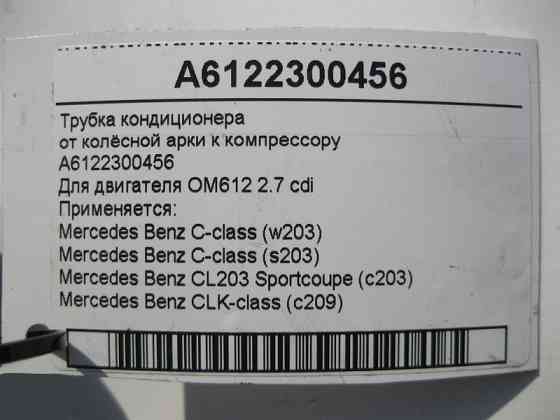 A6122300456
Трубка кондиционера
от колёсной арки к компрессору
A6122300456
Для двигателя OM612 2.7 cdi
Применяется:
Mercedes Benz C-class (w203)
Mercedes Benz C-class (s203)
Mercedes Benz CL203 Sportcoupe (c203)
Mercedes Benz CLK-class (c209)